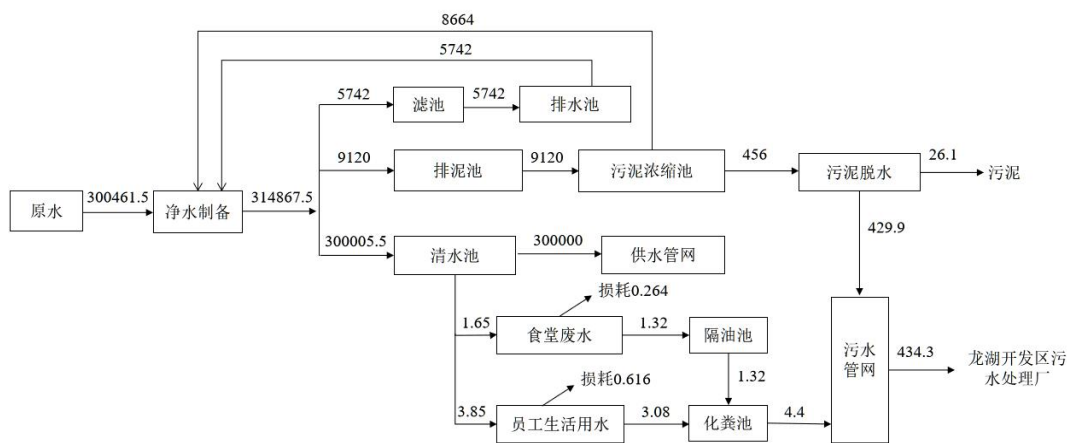 8664
5742
5742
滤池
5742
排水池
9120
排泥池
9120
污泥浓缩池
456
污泥脱水
26.1
污泥
原水
300461.5
净水制备
314867.5
429.9
300005.5
清水池
300000
供水管网
损耗0.264
1.65
食堂废水
1.32
隔油池
污水
管网
434.3
龙湖开发区污
水处理厂
1.32
损耗0.616
3.85
员工生活用水
3.08
化粪池
4.4